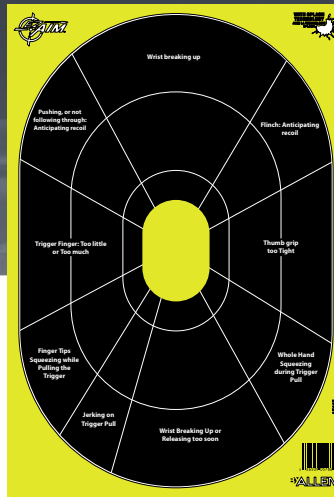 AIM
Wrist breaking up
Pushing, or not
following through:
Anticipating recoil
Flinch: Anticipating
recoil
Trigger Finger: Too little
or Too much
Thumb grip
too Tight
Finger Tips
Squeezing while
Pulling the
Trigger
Whole Hand
Squeezing
during Trigger
Pull
Jerking on
Trigger Pull
Wrist Breaking Up or
Releasing too soon
ALLEN